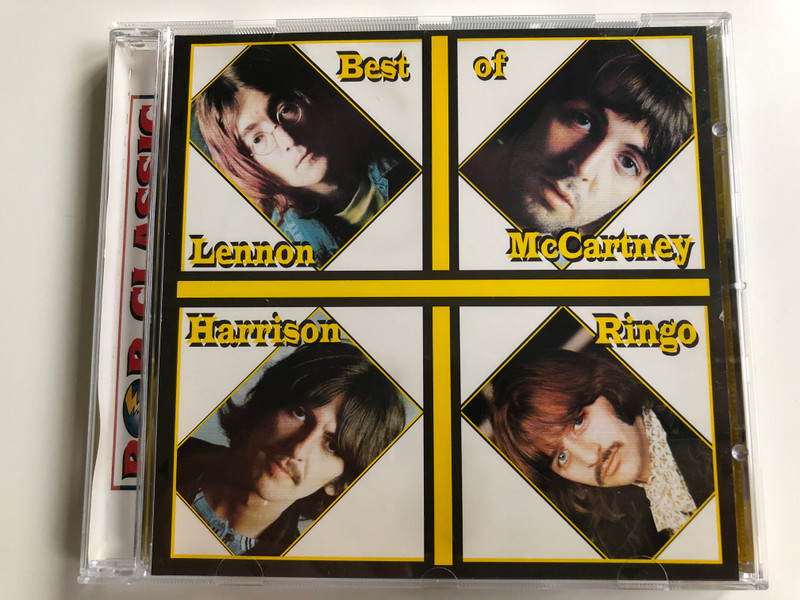 Best of
Lennon
McCartney
Harrison
Ringo
POP CLASSIC